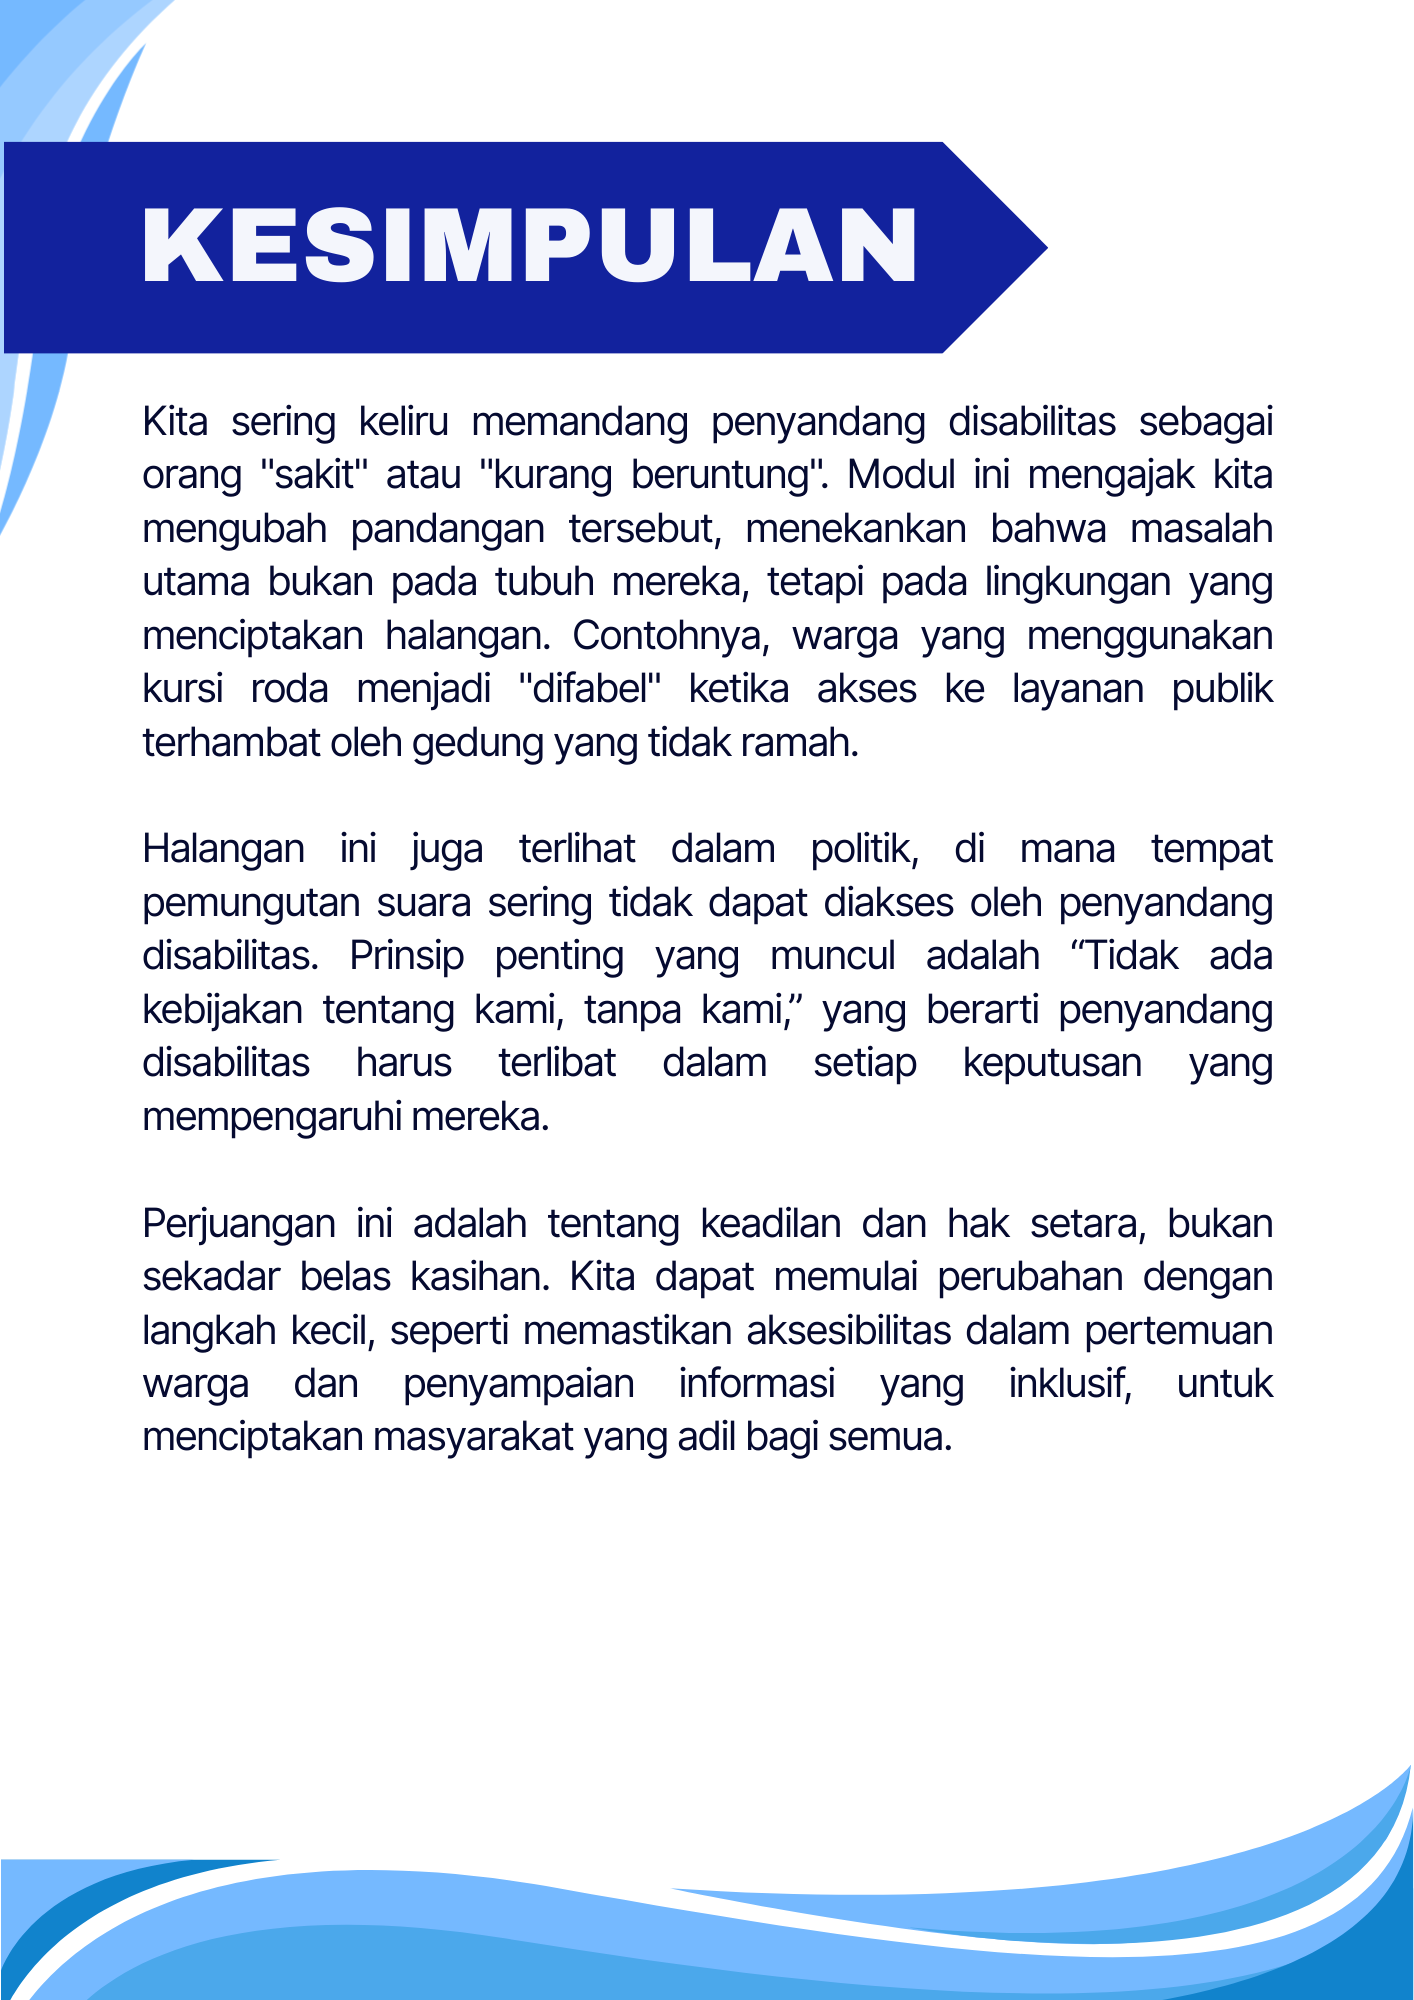 KESIMPULAN
Kita sering keliru memandang penyandang disabilitas sebagai
orang "sakit" atau "kurang beruntung". Modul ini mengajak kita
mengubah pandangan tersebut, menekankan bahwa masalah
utama bukan pada tubuh mereka, tetapi pada lingkungan yang
menciptakan halangan. Contohnya, warga yang menggunakan
kursi roda menjadi "difabel" ketika akses ke layanan publik
terhambat oleh gedung yang tidak ramah.
Halangan ini juga terlihat dalam politik, di mana tempat
pemungutan suara sering tidak dapat diakses oleh penyandang
disabilitas. Prinsip penting yang muncul adalah “Tidak ada
kebijakan tentang kami, tanpa kami,” yang berarti penyandang
disabilitas harus terlibat dalam setiap keputusan yang
mempengaruhi mereka.
Perjuangan ini adalah tentang keadilan dan hak setara, bukan
sekadar belas kasihan. Kita dapat memulai perubahan dengan
langkah kecil, seperti memastikan aksesibilitas dalam pertemuan
warga dan penyampaian informasi yang inklusif, untuk
menciptakan masyarakat yang adil bagi semua.